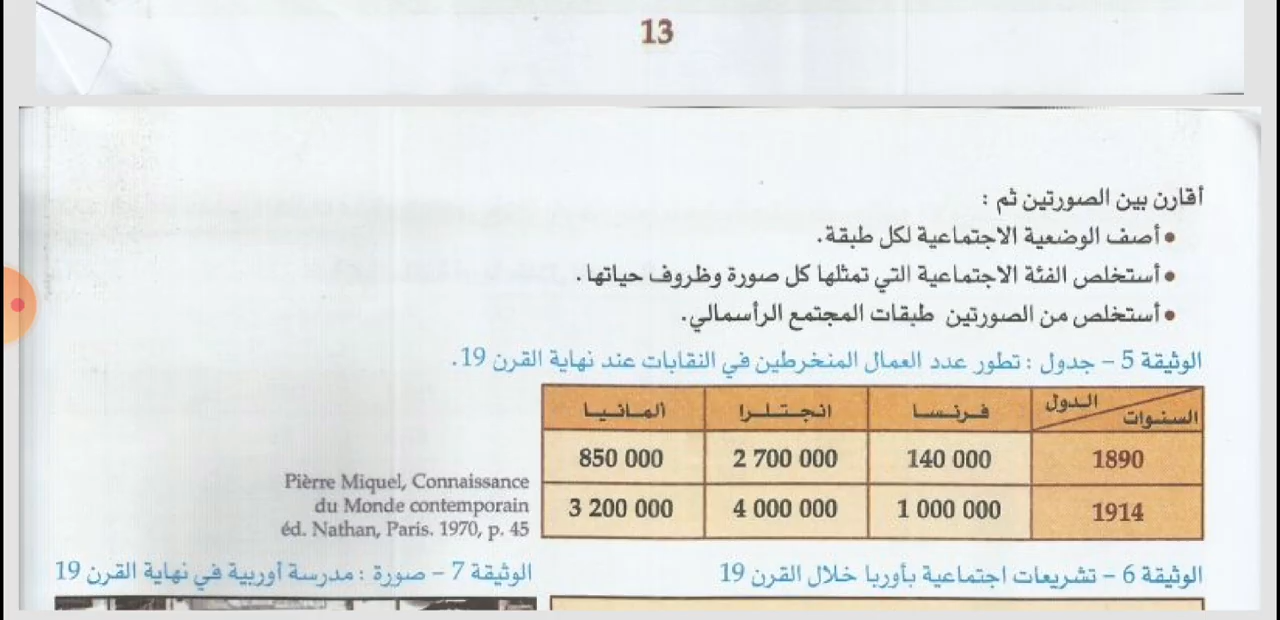 13
أقارن بين الصورتين ثم :
• أصف الوضعية الاجتماعية لكل طبقة.
• أستخلص الفئة الاجتماعية التي تمثلها كل صورة وظروف حياتها .
• أستخلص من الصورتين طبقات المجتمع الرأسمالي.
الوثيقة 5 - جدول : تطور عدد العمال المنخرطين في النقابات عند نهاية القرن 19.
الدول
السنوات فرنسا انجتلرا المانيا
1890 140 000 2 700 000 850 000
1914 1 000 000 4 000 000 3 200 000
Pièrre Miquel, Connaissance
du Monde contemporain
éd. Nathan, Paris. 1970, p. 45
الوثيقة 6 - تشريعات اجتماعية بأوربا خلال القرن 19
الوثيقة 7 - صورة : مدرسة أوربية في نهاية القرن 19